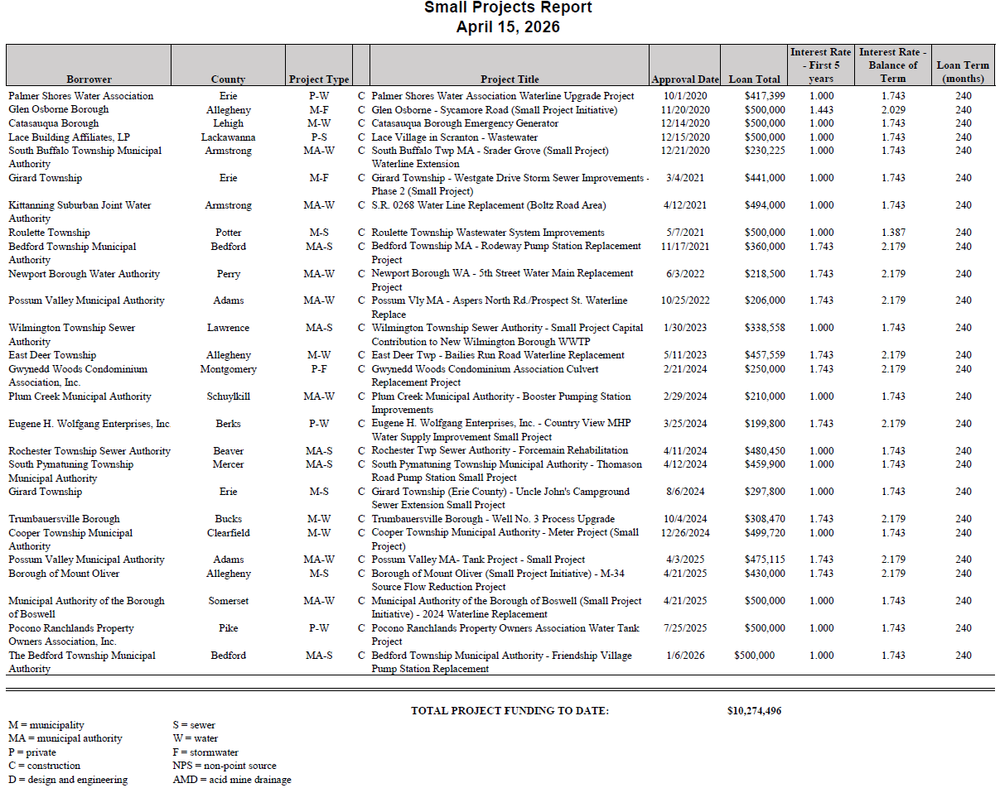 Small Projects Report
April 15, 2026
Borrower County Project Type Project Title Approval Date Loan Total Interest Rate - First 5 years Interest Rate - Balance of Term Loan Term (months)
Palmer Shores Water Association Erie P-W C Palmer Shores Water Association Waterline Upgrade Project 10/1/2020 $417,399 1.000 1.743 240
Glen Osborne Borough Allegheny M-F C Glen Osborne - Sycamore Road (Small Project Initiative) 11/20/2020 $500,000 1.443 2.029 240
Catasauqua Borough Lehigh M-W C Catasauqua Borough Emergency Generator 12/14/2020 $500,000 1.000 1.743 240
Lace Building Affiliates, LP Lackawanna P-S C Lace Village in Scranton - Wastewater 12/15/2020 $500,000 1.000 1.743 240
South Buffalo Township Municipal Armstrong MA-W C South Buffalo Twp MA - Srader Grove (Small Project) 12/21/2020 $230,225 1.000 1.743 240
Authority Waterline Extension
Girard Township Erie M-F C Girard Township - Westgate Drive Storm Sewer Improvements - 3/4/2021 $441,000 1.000 1.743 240
Phase 2 (Small Project)
Kittanning Suburban Joint Water Armstrong MA-W C S.R. 0268 Water Line Replacement (Boltz Road Area) 4/12/2021 $494,000 1.000 1.743 240
Authority
Roulette Township Potter M-S C Roulette Township Wastewater System Improvements 5/7/2021 $500,000 1.000 1.387 240
Bedford Township Municipal Bedford MA-S C Bedford Township MA - Rodeway Pump Station Replacement 11/17/2021 $360,000 1.743 2.179 240
Authority Project
Newport Borough Water Authority Perry MA-W C Newport Borough WA - 5th Street Water Main Replacement 6/3/2022 $218,500 1.743 2.179 240
Project
Possum Valley Municipal Authority Adams MA-W C Possum Vly MA - Aspers North Rd./Prospect St. Waterline 10/25/2022 $206,000 1.743 2.179 240
Replace
Wilmington Township Sewer Lawrence MA-S C Wilmington Township Sewer Authority - Small Project Capital 1/30/2023 $338,558 1.000 1.743 240
Authority Contribution to New Wilmington Borough WWTP
East Deer Township Allegheny M-W C East Deer Twp - Bailies Run Road Waterline Replacement 5/11/2023 $457,559 1.743 2.179 240
Gwynedd Woods Condominium Montgomery P-F C Gwynedd Woods Condominium Association Culvert 2/21/2024 $250,000 1.743 2.179 240
Association, Inc. Replacement Project
Plum Creek Municipal Authority Schuylkill MA-W C Plum Creek Municipal Authority - Booster Pumping Station 2/29/2024 $210,000 1.000 1.743 240
Improvements
Eugene H. Wolfgang Enterprises, Inc Berks P-W C Eugene H. Wolfgang Enterprises, Inc. - Country View MHP 3/25/2024 $199,800 1.743 2.179 240
Water Supply Improvement Small Project
Rochester Township Sewer Authority Beaver MA-S C Rochester Twp Sewer Authority - Forcemain Rehabilitation 4/11/2024 $480,450 1.000 1.743 240
South Pymatuning Township Mercer MA-S C South Pymatuning Township Municipal Authority - Thomason 4/12/2024 $459,900 1.000 1.743 240
Municipal Authority Road Pump Station Small Project
Girard Township Erie M-S C Girard Township (Erie County) - Uncle John's Campground 8/6/2024 $297,800 1.000 1.743 240
Sewer Extension Small Project
Trumbauersville Borough Bucks M-W C Trumbauersville Borough - Well No. 3 Process Upgrade 10/4/2024 $308,470 1.743 2.179 240
Cooper Township Municipal Clearfield M-W C Cooper Township Municipal Authority - Meter Project (Small 12/26/2024 $499,720 1.000 1.743 240
Authority Project)
Possum Valley Municipal Authority Adams MA-W C Possum Valley MA- Tank Project - Small Project 4/3/2025 $475,115 1.743 2.179 240
Borough of Mount Oliver Allegheny M-S C Borough of Mount Oliver (Small Project Initiative) - M-34 4/21/2025 $430,000 1.743 2.179 240
Source Flow Reduction Project
Municipal Authority of the Borough Somerset MA-W C Municipal Authority of the Borough of Boswell (Small Project 4/21/2025 $500,000 1.000 1.743 240
of Boswell Initiative) - 2024 Waterline Replacement
Pocono Ranchlands Property Pike P-W C Pocono Ranchlands Property Owners Association Water Tank 7/25/2025 $500,000 1.000 1.743 240
Owners Association, Inc. Project
The Bedford Township Municipal Bedford MA-S C Bedford Township Municipal Authority - Friendship Village 1/6/2026 $500,000 1.000 1.743 240
Authority Pump Station Replacement
TOTAL PROJECT FUNDING TO DATE: $10,274,496
M = municipality S = sewer
MA = municipal authority W = water
P = private F = stormwater
C = construction NPS = non-point source
D = design and engineering AMD = acid mine drainage